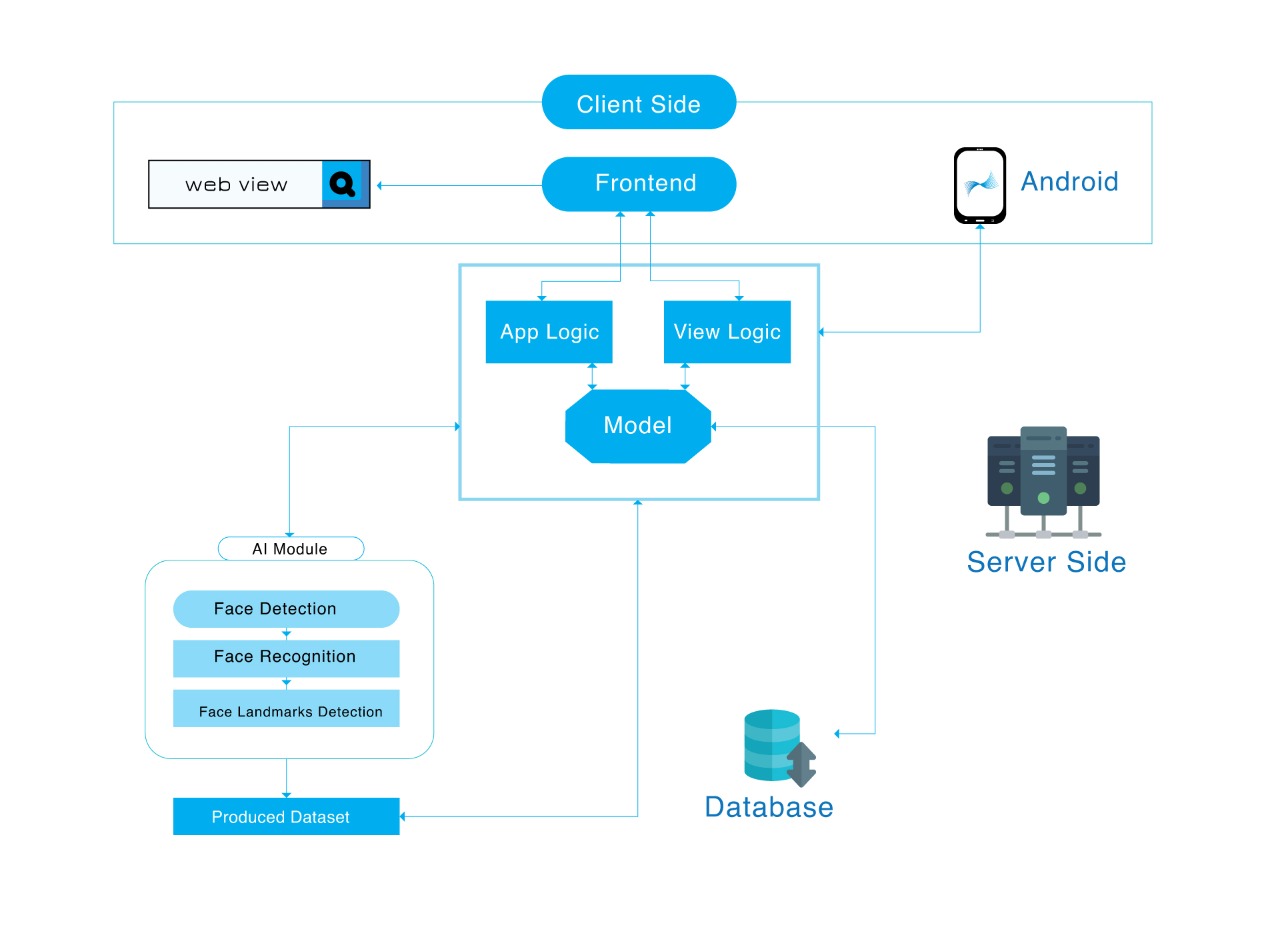 Client Side
web view
Frontend
Android
App Logic
View Logic
Model
Server Side
AI Module
Face Detection
Face Recognition
Face Landmarks Detection
Produced Dataset
Database